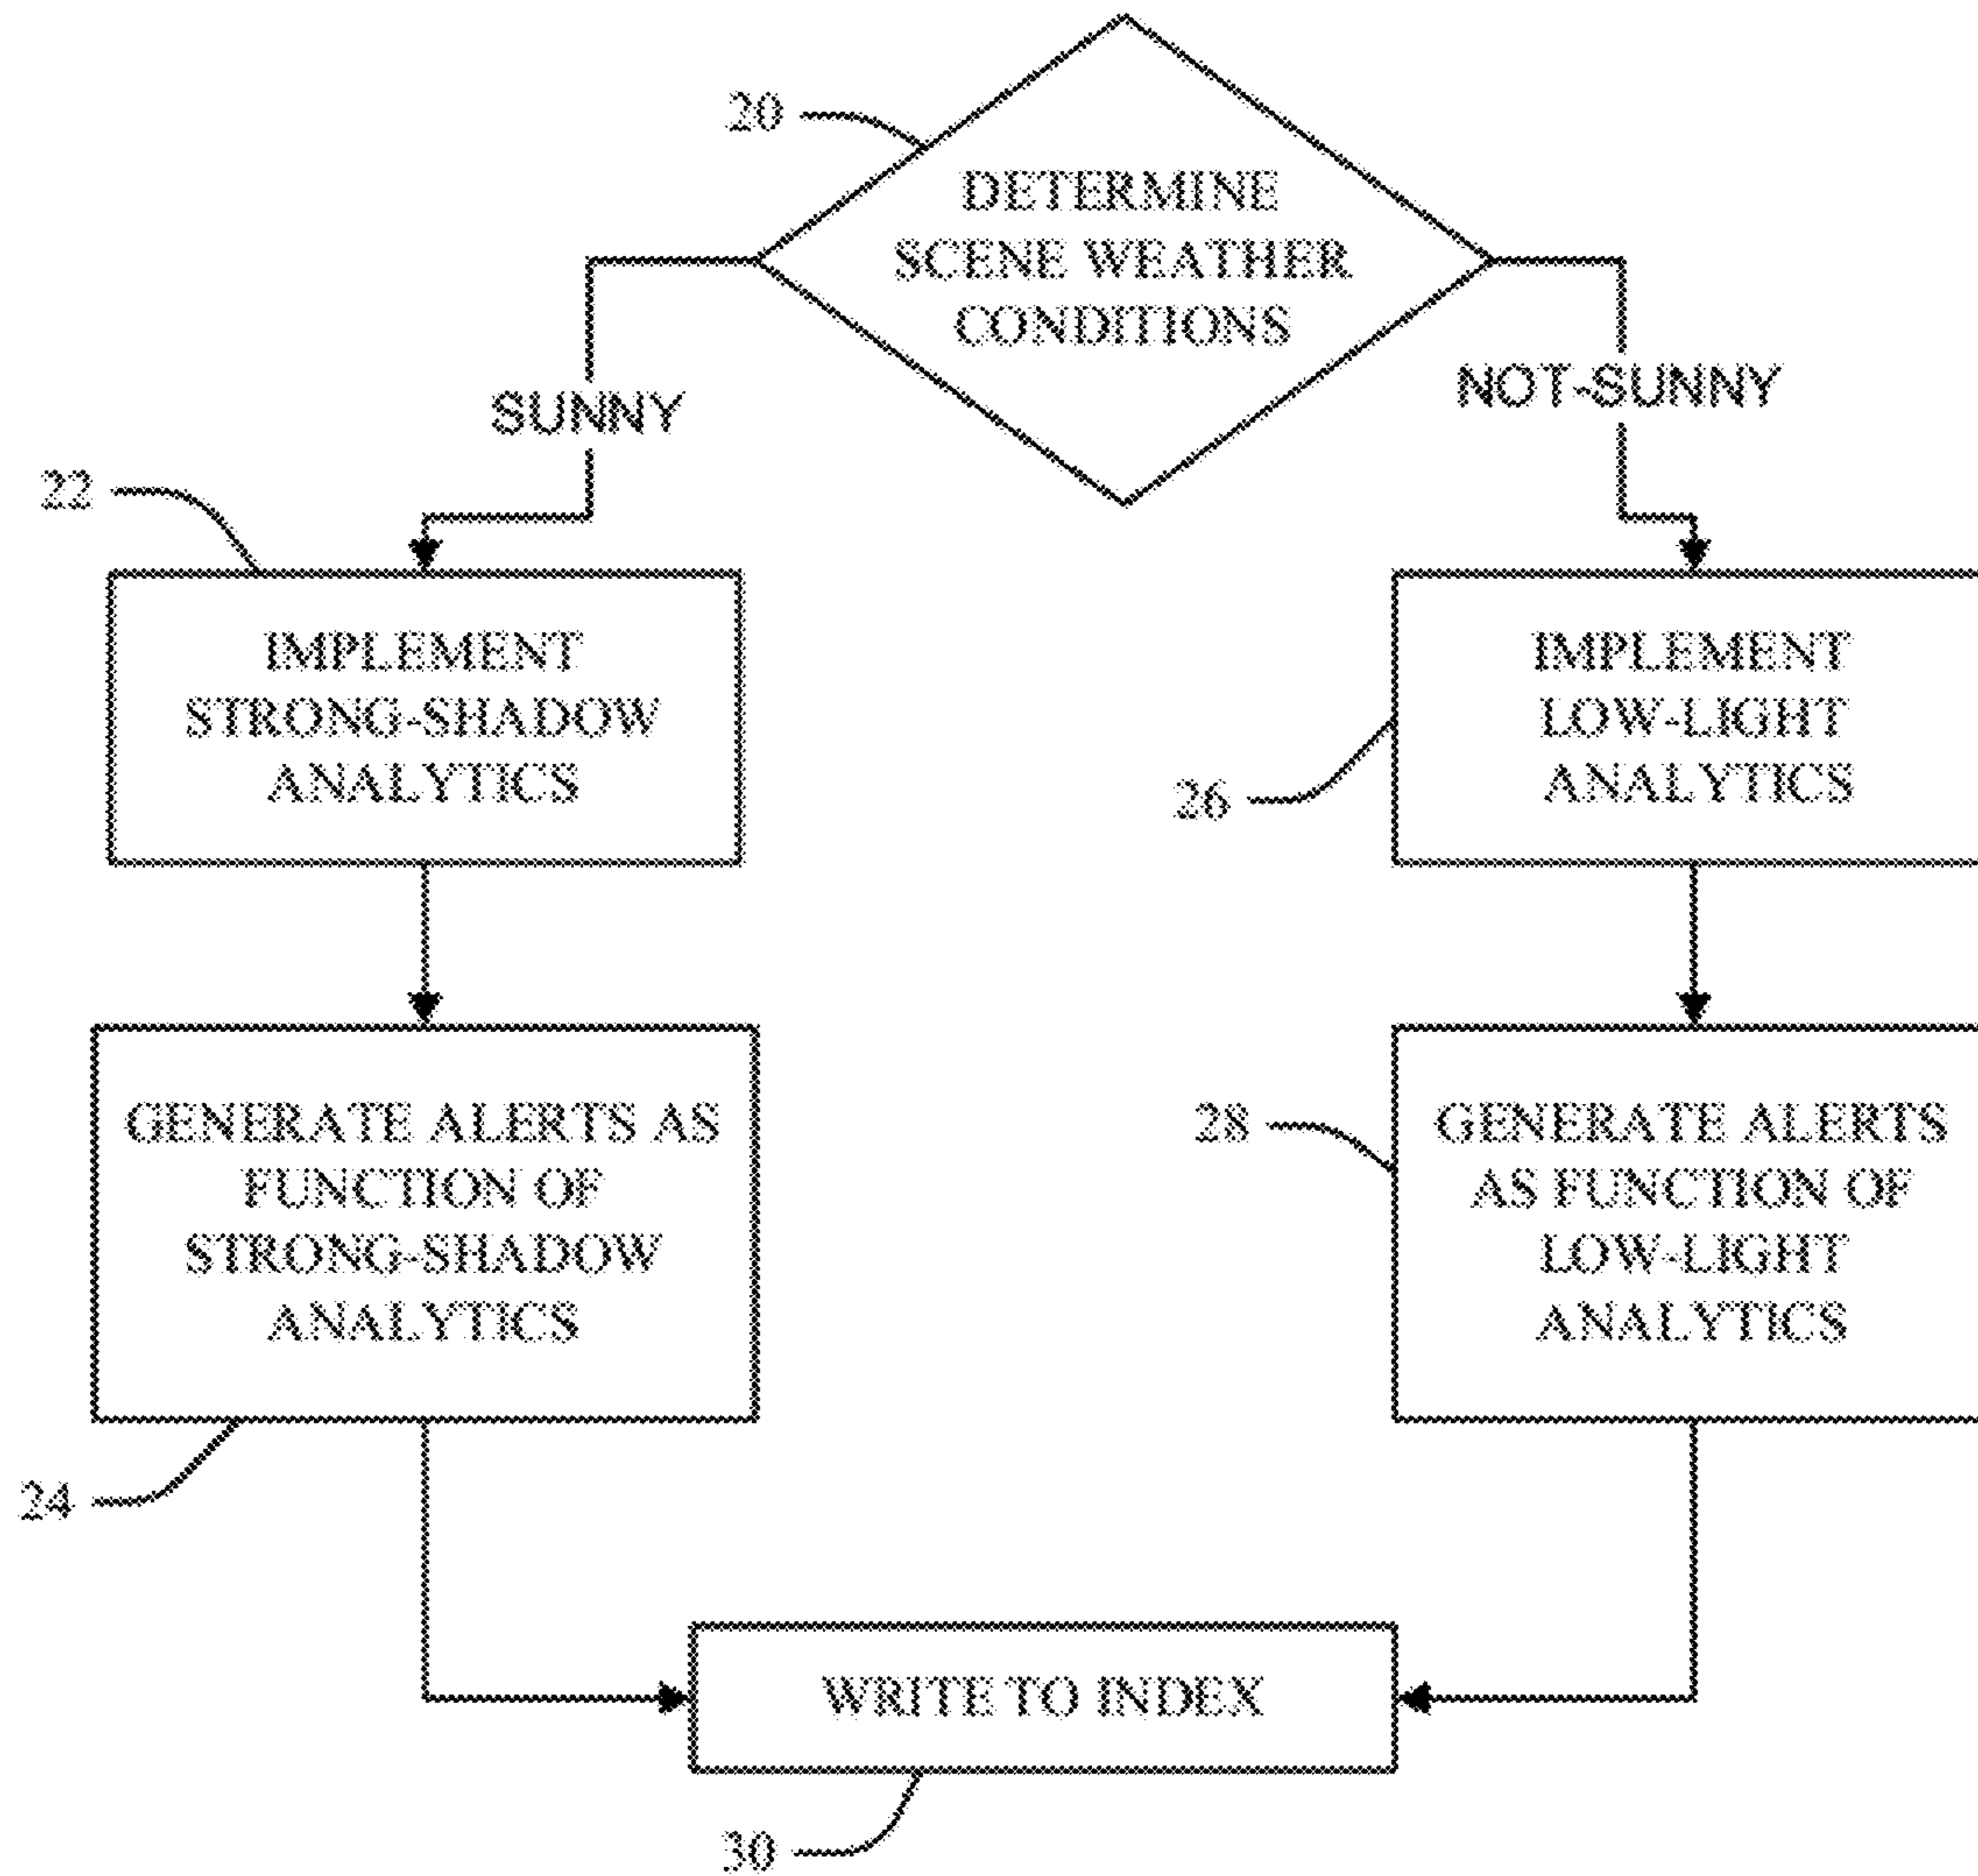 20
DETERMINE
SCENE WEATHER
CONDITIONS
SUNNY
NOT-SUNNY
22
IMPLEMENT
STRONG-SHADOW
ANALYTICS
IMPLEMENT
LOW-LIGHT
ANALYTICS
26
GENERATE ALERTS AS
FUNCTION OF
STRONG-SHADOW
ANALYTICS
24
28
GENERATE ALERTS
AS FUNCTION OF
LOW-LIGHT
ANALYTICS
WRITE TO INDEX
30